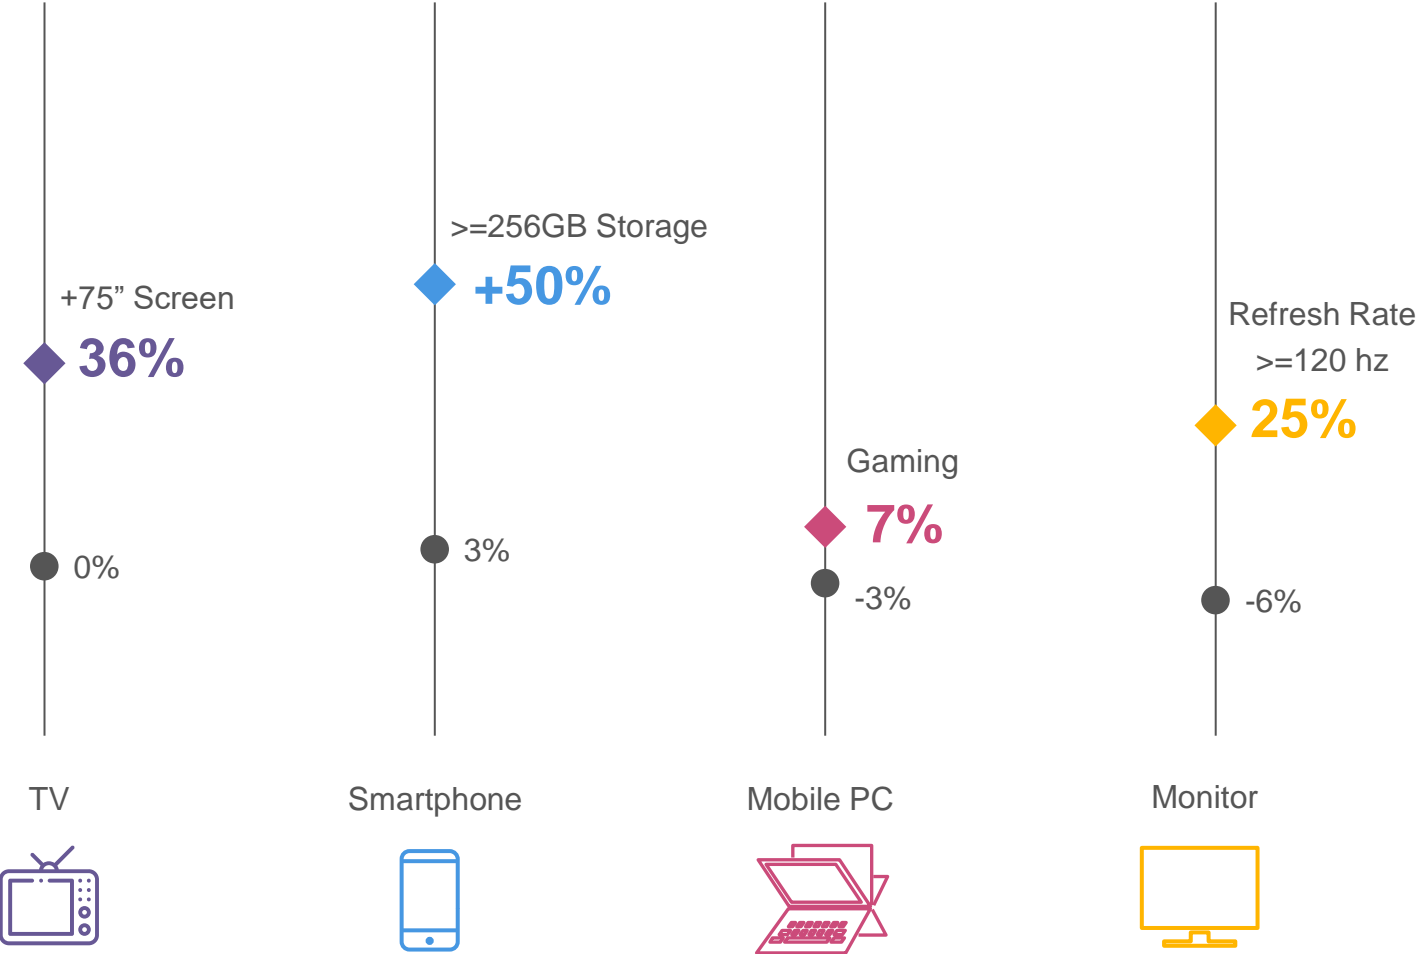 +75” Screen
36%
0%
TV
>=256GB Storage
+50%
3%
Smartphone
Gaming
7%
-3%
Mobile PC
Refresh Rate
>=120 hz
25%
-6%
Monitor